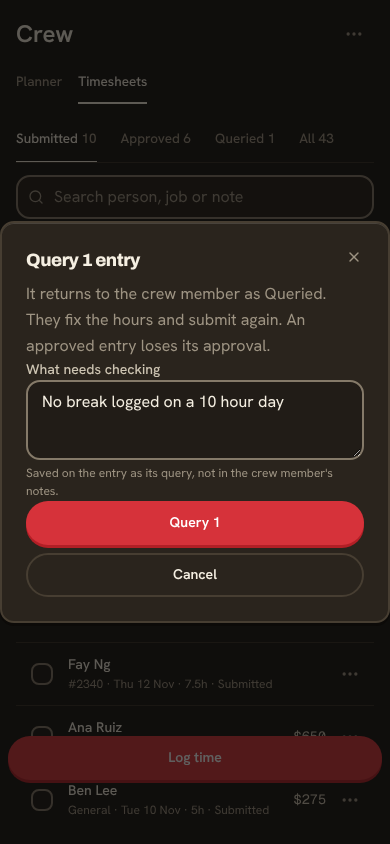 Crew
Planner Timesheets
Submitted 10 Approved 6 Queried 1 All 43
Search person, job or note
Query 1 entry
It returns to the crew member as Queried.
They fix the hours and submit again. An
approved entry loses its approval.
What needs checking
No break logged on a 10 hour day
Saved on the entry as its query, not in the crew member's
notes.
Query 1
Cancel
Fay Ng
#2340 · Thu 12 Nov · 7.5h · Submitted
Ana Ruiz
$650
Log time
Ben Lee
General · Tue 10 Nov · 5h · Submitted
$275